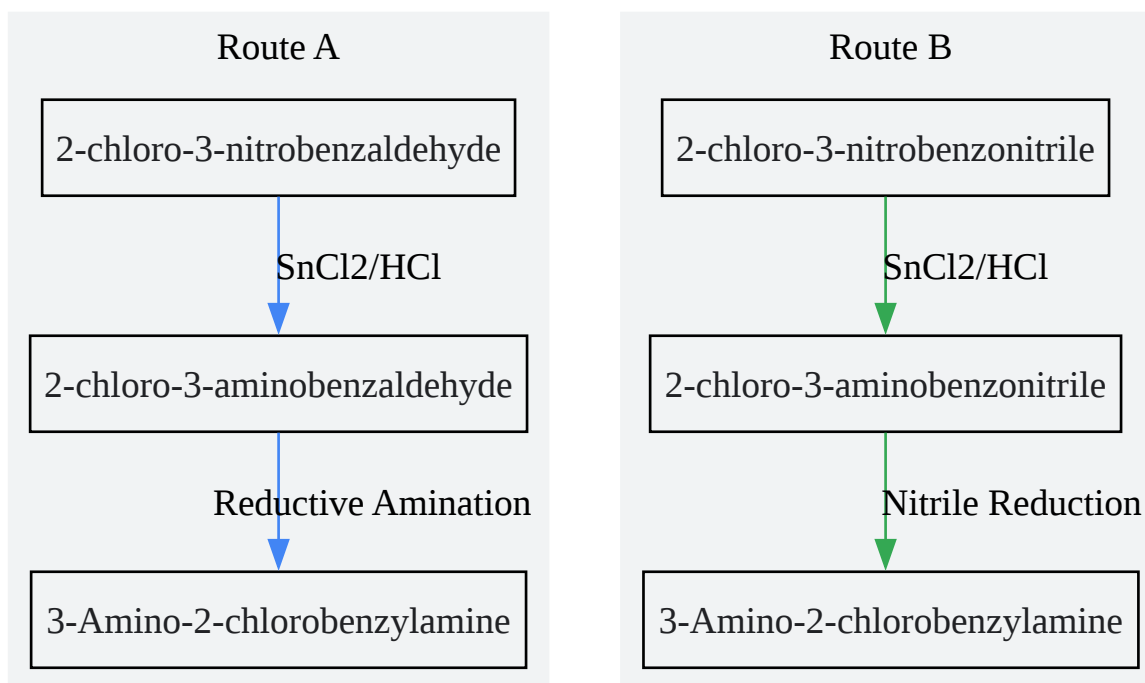 Route A
2-chloro-3-nitrobenzaldehyde
SnCl2/HCl
2-chloro-3-aminobenzaldehyde
Reductive Amination
3-Amino-2-chlorobenzylamine
Route B
2-chloro-3-nitrobenzonitrile
SnCl2/HCl
2-chloro-3-aminobenzonitrile
Nitrile Reduction
3-Amino-2-chlorobenzylamine